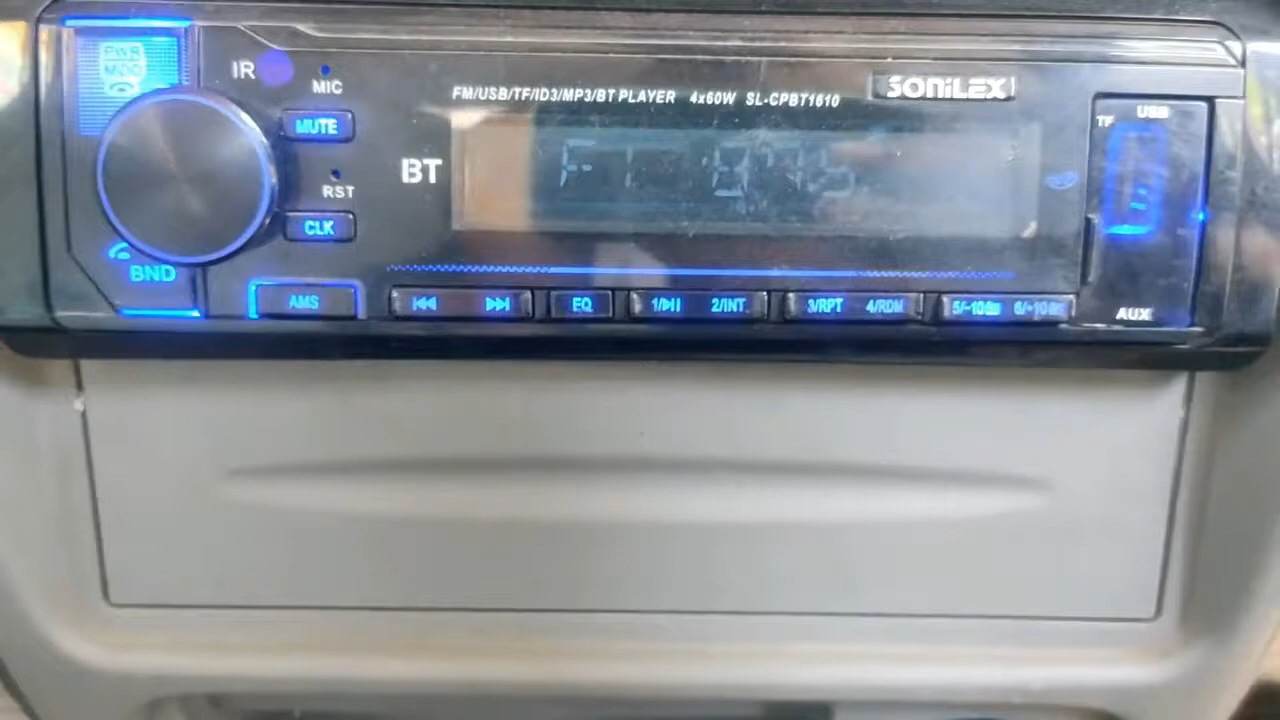 PWR
MOD
IR
MIC
MUTE
BT
RST
CLK
BND
AMS
FM/USB/TF/ID3/MP3/BT PLAYER 4x60W SL-CPBT1610
SONILEX
TF USB
EQ
1/
2/INT
3/RPT
4/RDM
AUX